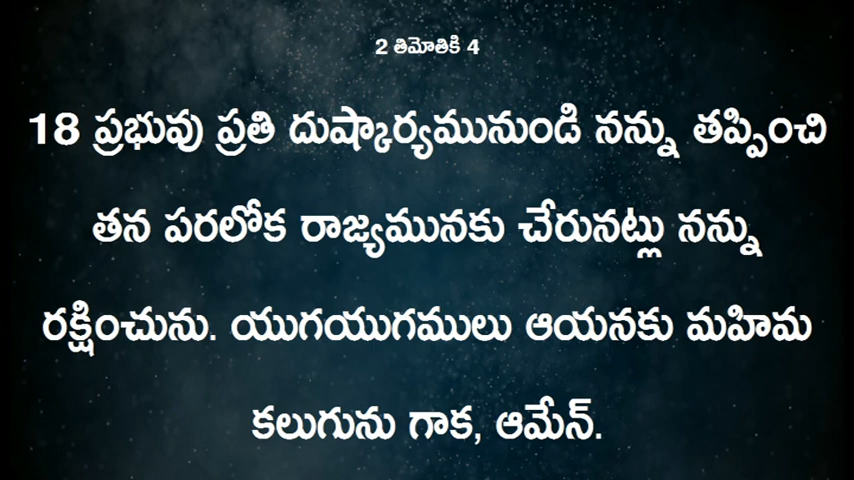 2 తిమోతికి 4
18 ప్రభువు ప్రతి దుష్కార్యమునుండి నన్ను తప్పించి
తన పరలోక రాజ్యమునకు చేరునట్లు నన్ను
రక్షించును. యుగయుగములు ఆయనకు మహిమ
కలుగును గాక, ఆమేన్.